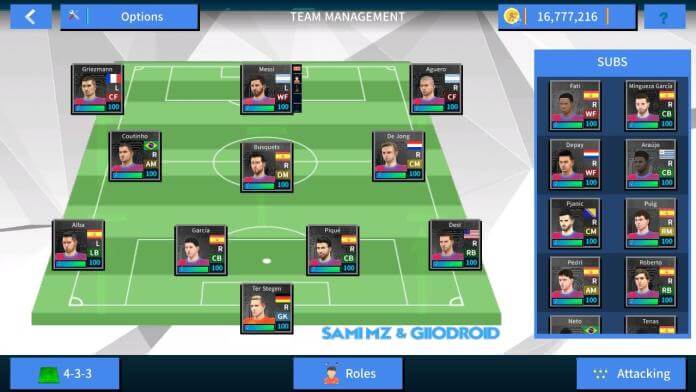 Options
TEAM MANAGEMENT
16,777,216
?
Griezmann
L
CF
100
Messi
L
WF
100
Aguero
R
CF
100
Coutinho
R
AM
100
Busquets
R
DM
100
De Jong
R
CM
100
Alba
L
LB
100
García
R
CB
100
Piqué
R
CB
100
Dest
R
RB
100
Ter Stegen
R
GK
100
SAMI MZ & GIIODROID
SUBS
Fati
R
WF
100
Mingueza García
R
CB
100
Depay
R
WF
100
Araújo
R
CB
100
Pjanic
R
CM
100
Puig
R
RM
100
Pedri
R
AM
100
Roberto
R
RB
100
Neto
Tenas
4-3-3
Roles
Attacking